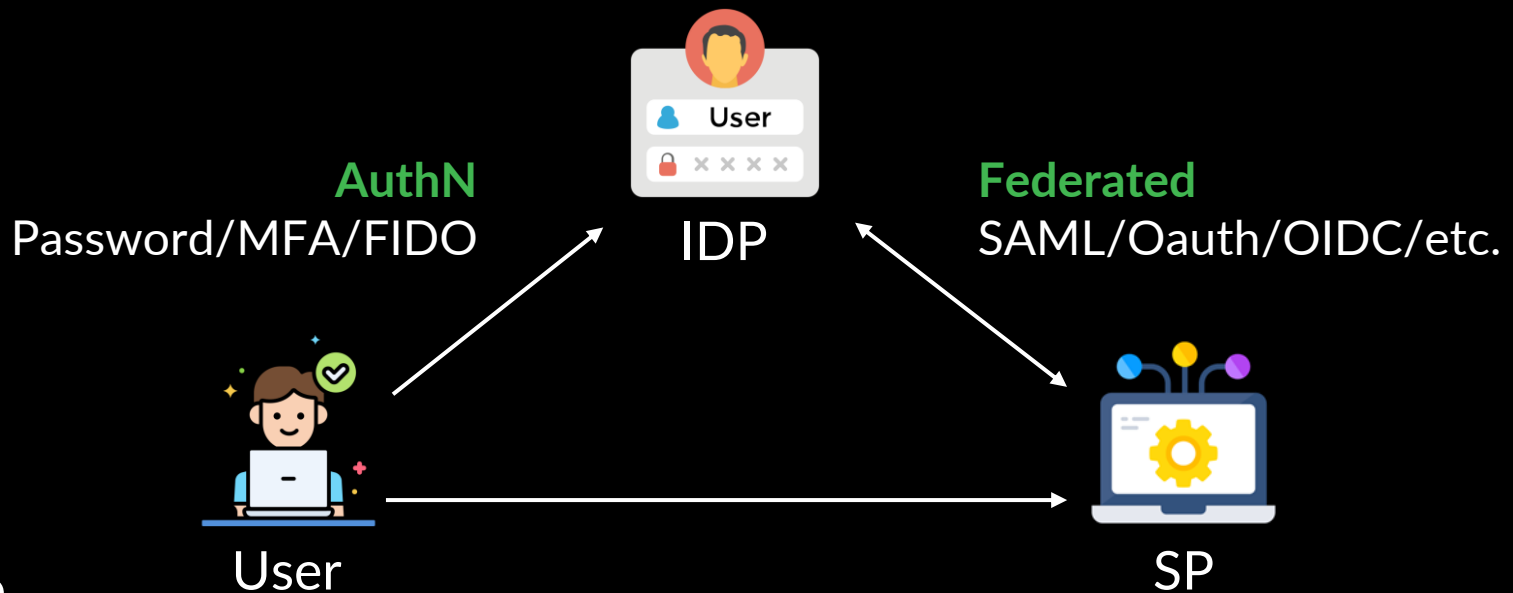 User
× × × ×
IDP
AuthN
Password/MFA/FIDO
Federated
SAML/Oauth/OIDC/etc.
User
SP